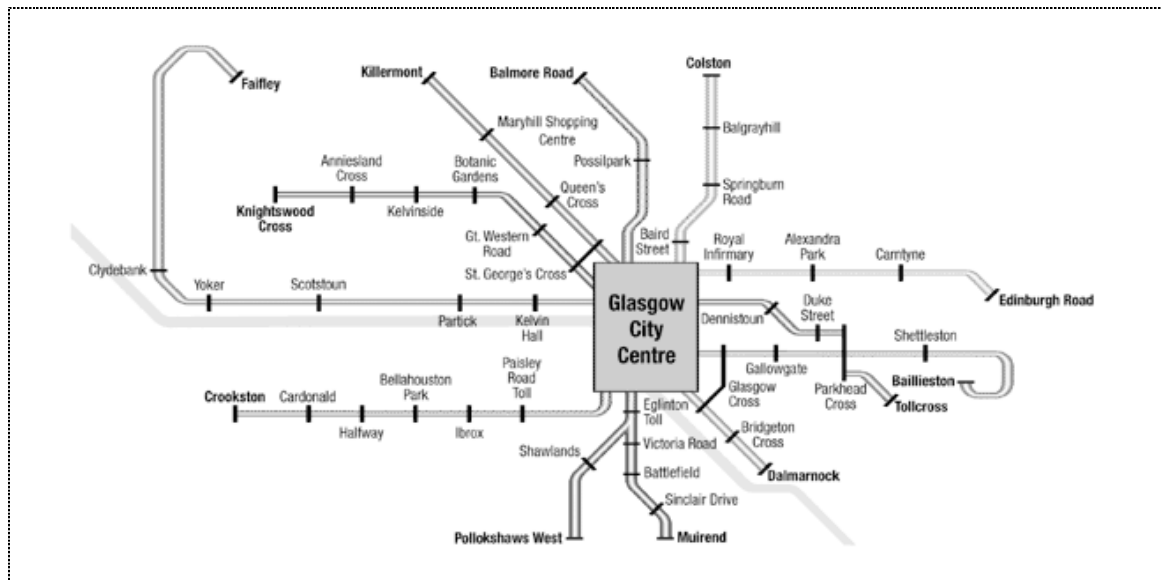 Colston
Killermont
Balmore Road
Faifley
Maryhill Shopping
Centre
Balgrayhill
Possilpark
Anniesland
Cross
Botanic
Gardens
Queen's
Cross
Springburn
Road
Knightswood
Cross
Kelvinside
Gt. Western
Road
Baird
Street
Royal
Infirmary
Alexandra
Park
Carntyne
St. George's Cross
Clydebank
Yoker
Scotstoun
Partick
Kelvin
Hall
Glasgow
City
Centre
Edinburgh Road
Dennistoun
Duke
Street
Shettleston
Gallowgate
Baillieston
Parkhead
Cross
Tollcross
Glasgow
Cross
Bridgeton
Cross
Dalmarnock
Crookston
Cardonald
Halfway
Bellahouston
Park
Ibrox
Paisley
Road
Toll
Eglinton
Toll
Shawlands
Victoria Road
Battlefield
Sinclair Drive
Pollokshaws West
Muirend